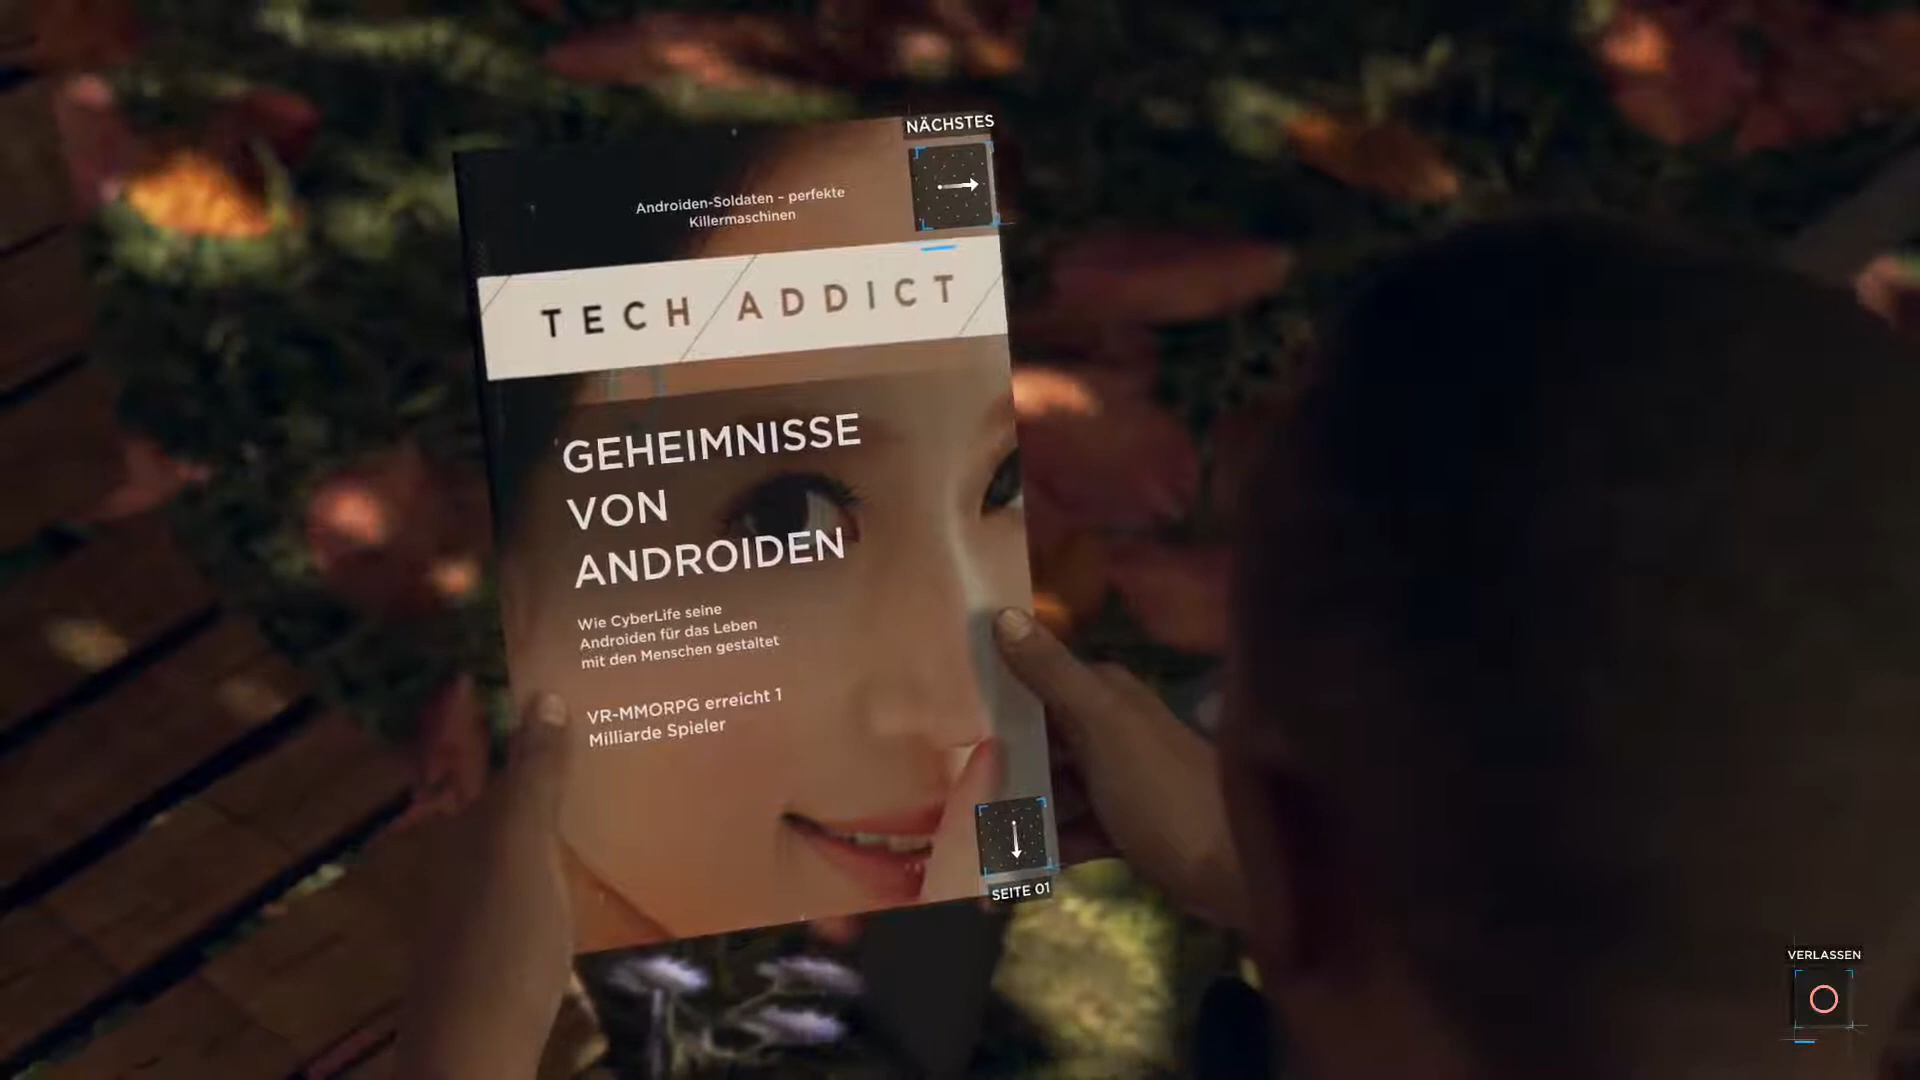 NÄCHSTES
Androiden-Soldaten – perfekte
Killermaschinen
TECH ADDICT
GEHEIMNISSE
VON
ANDROIDEN
Wie CyberLife seine
Androiden für das Leben
mit den Menschen gestaltet
VR-MMORPG erreicht 1
Milliarde Spieler
SEITE 01
VERLASSEN